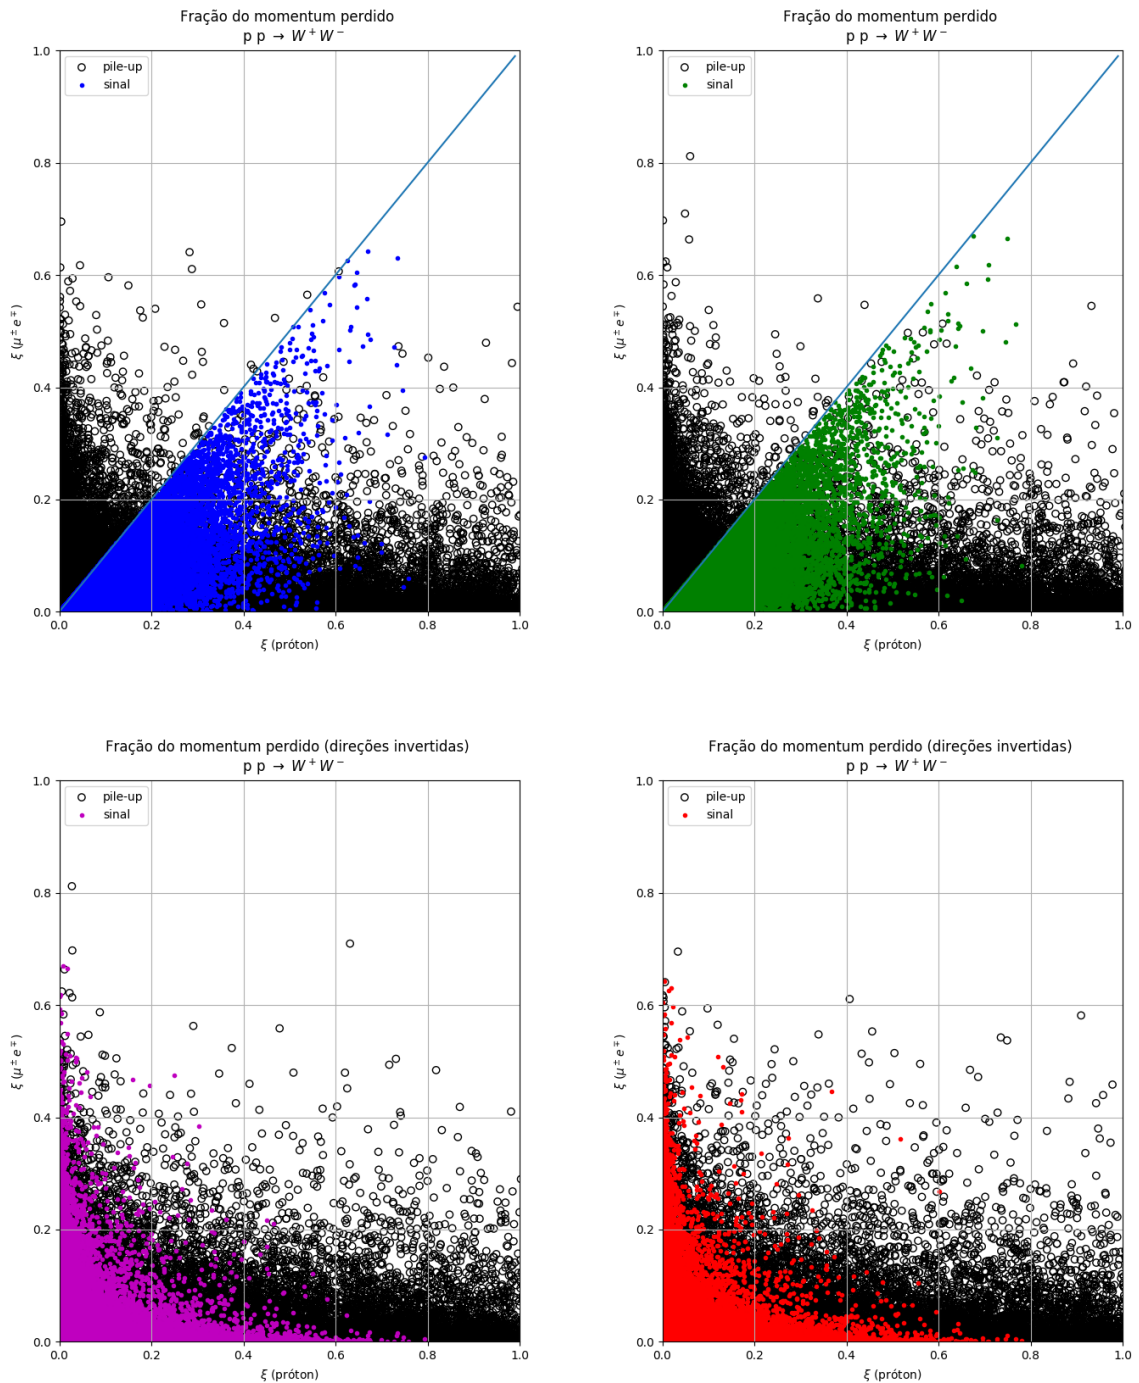 Fração do momentum perdido
p p → W⁺W⁻
pile-up
sinal
ξ (μ± e∓)
1.0
0.8
0.6
0.4
0.2
0.0
0.0 0.2 0.4 0.6 0.8 1.0
ξ (próton)
Fração do momentum perdido
p p → W⁺W⁻
pile-up
sinal
ξ (μ± e∓)
1.0
0.8
0.6
0.4
0.2
0.0
0.0 0.2 0.4 0.6 0.8 1.0
ξ (próton)
Fração do momentum perdido (direções invertidas)
p p → W⁺W⁻
pile-up
sinal
ξ (μ± e∓)
1.0
0.8
0.6
0.4
0.2
0.0
0.0 0.2 0.4 0.6 0.8 1.0
ξ (próton)
Fração do momentum perdido (direções invertidas)
p p → W⁺W⁻
pile-up
sinal
ξ (μ± e∓)
1.0
0.8
0.6
0.4
0.2
0.0
0.0 0.2 0.4 0.6 0.8 1.0
ξ (próton)